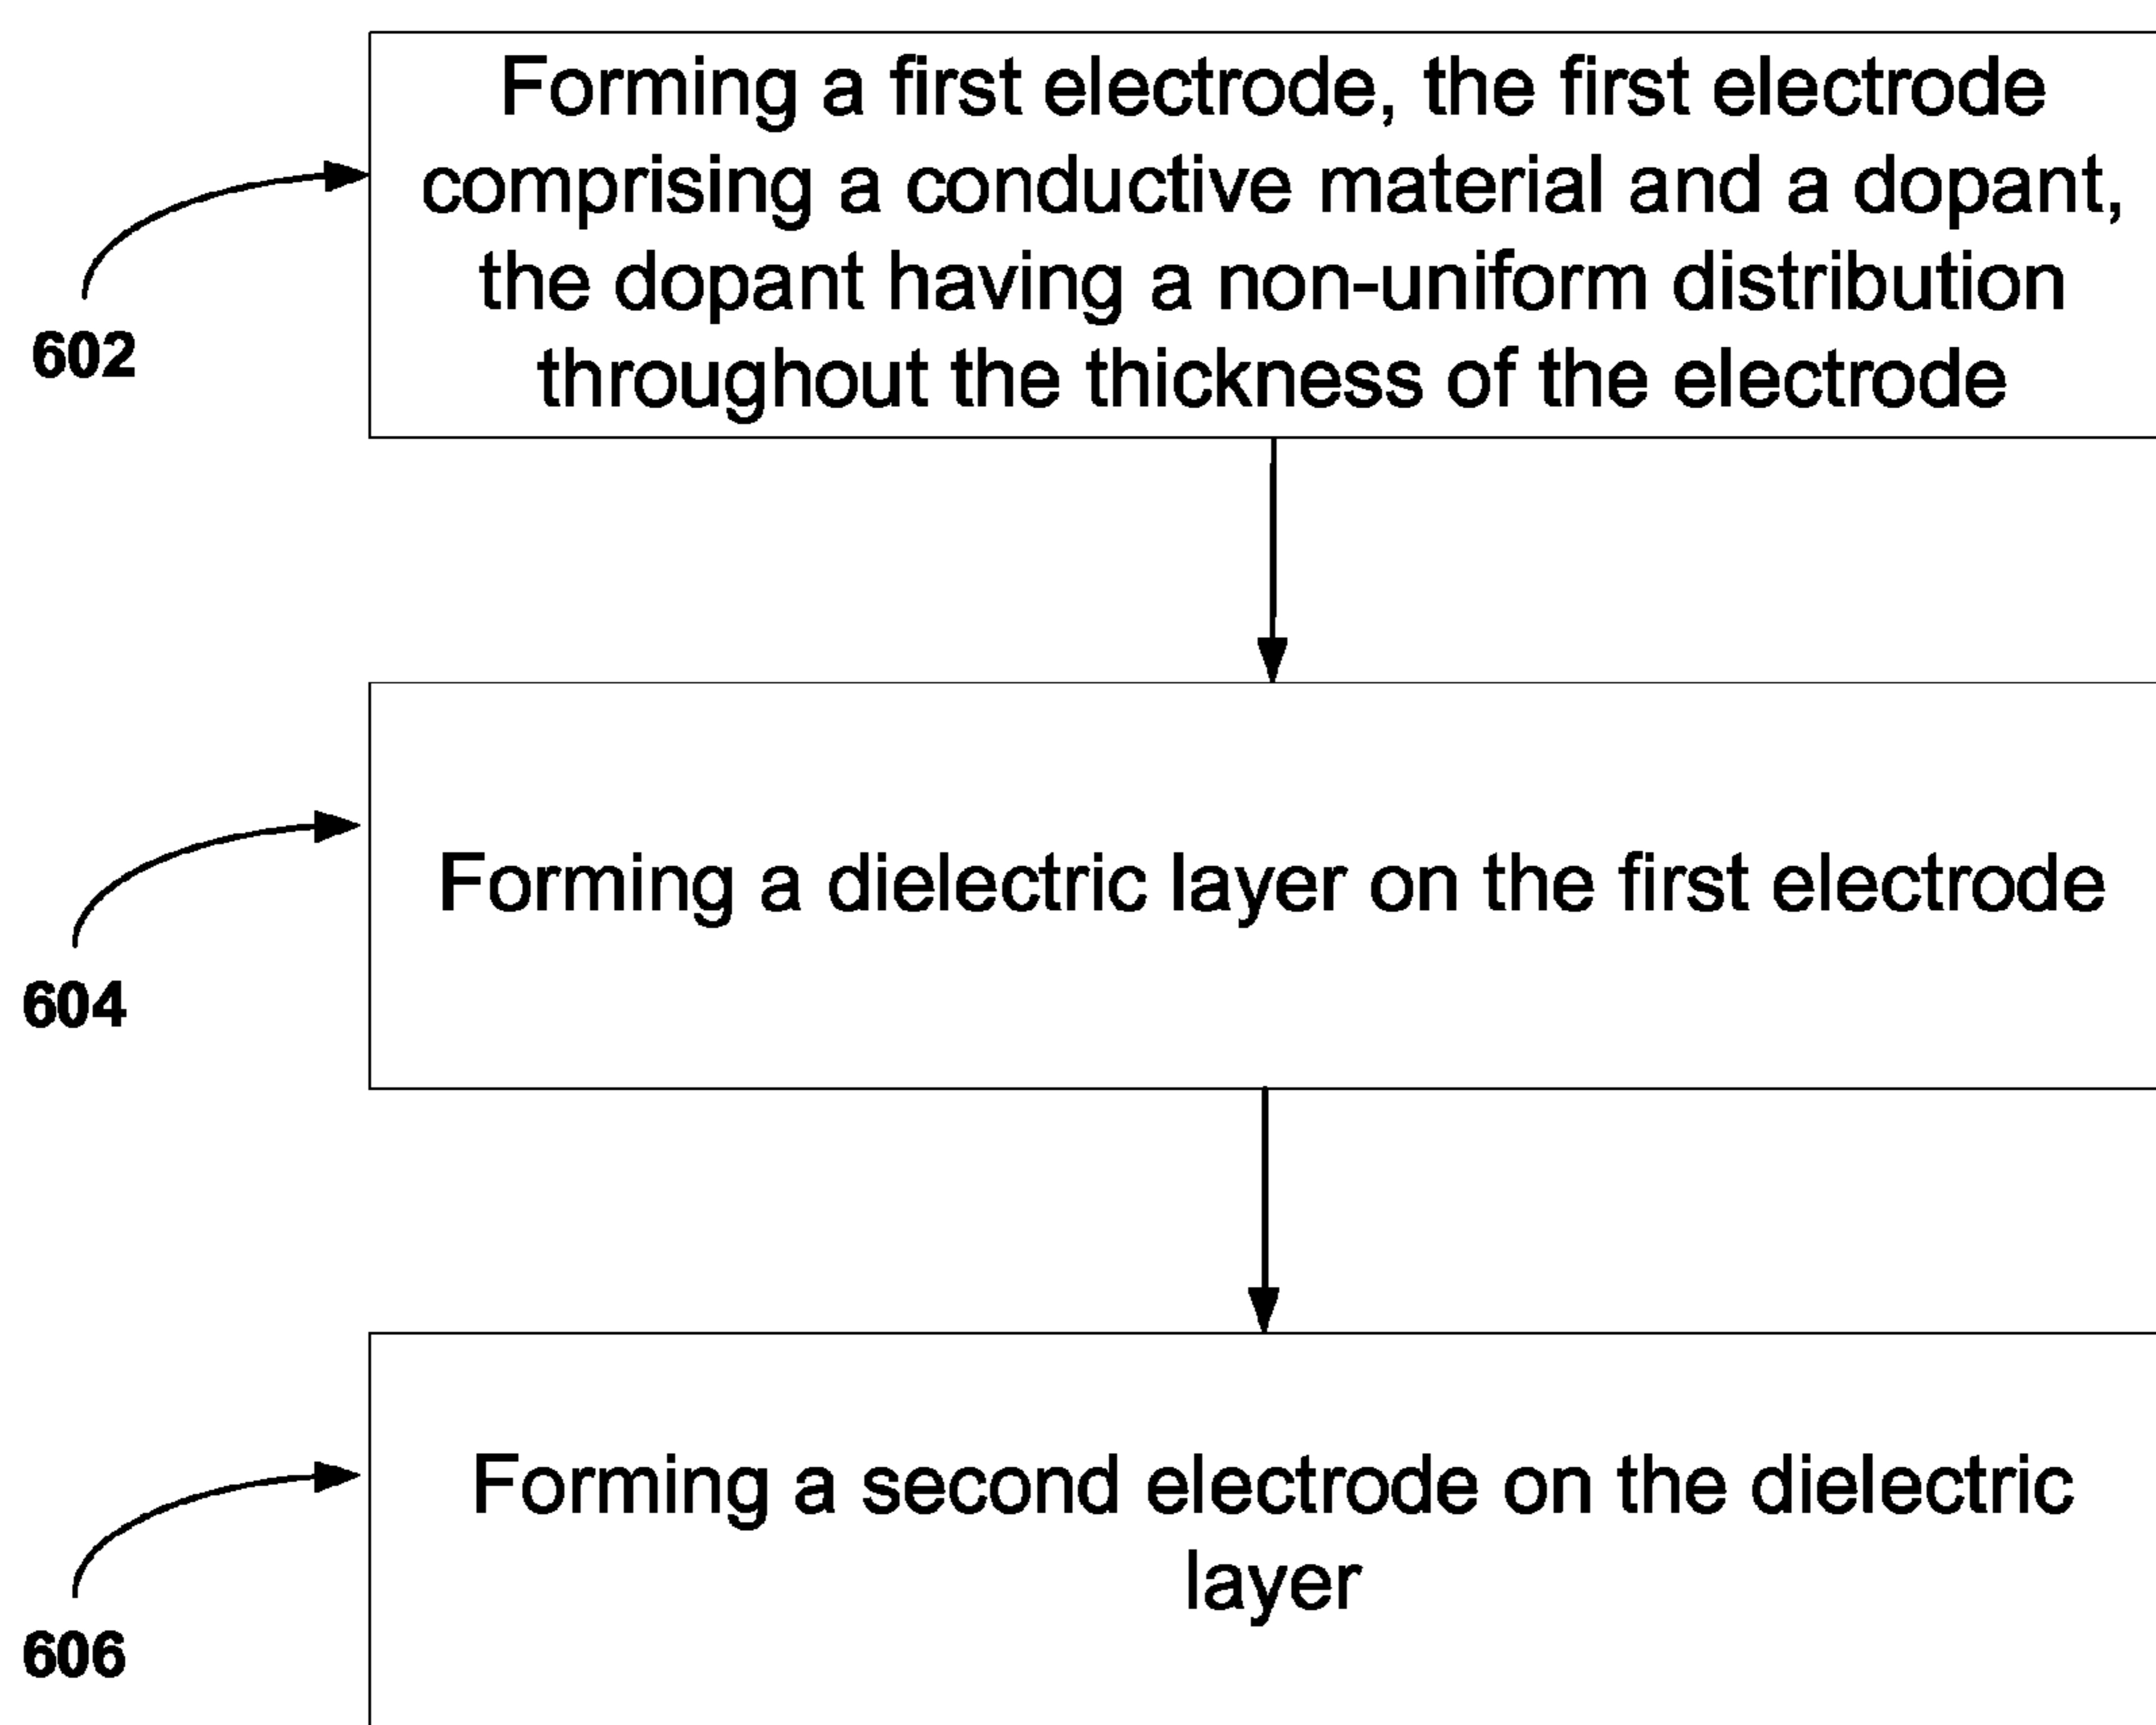 Forming a first electrode, the first electrode
comprising a conductive material and a dopant,
the dopant having a non-uniform distribution
throughout the thickness of the electrode
602
Forming a dielectric layer on the first electrode
604
Forming a second electrode on the dielectric
layer
606